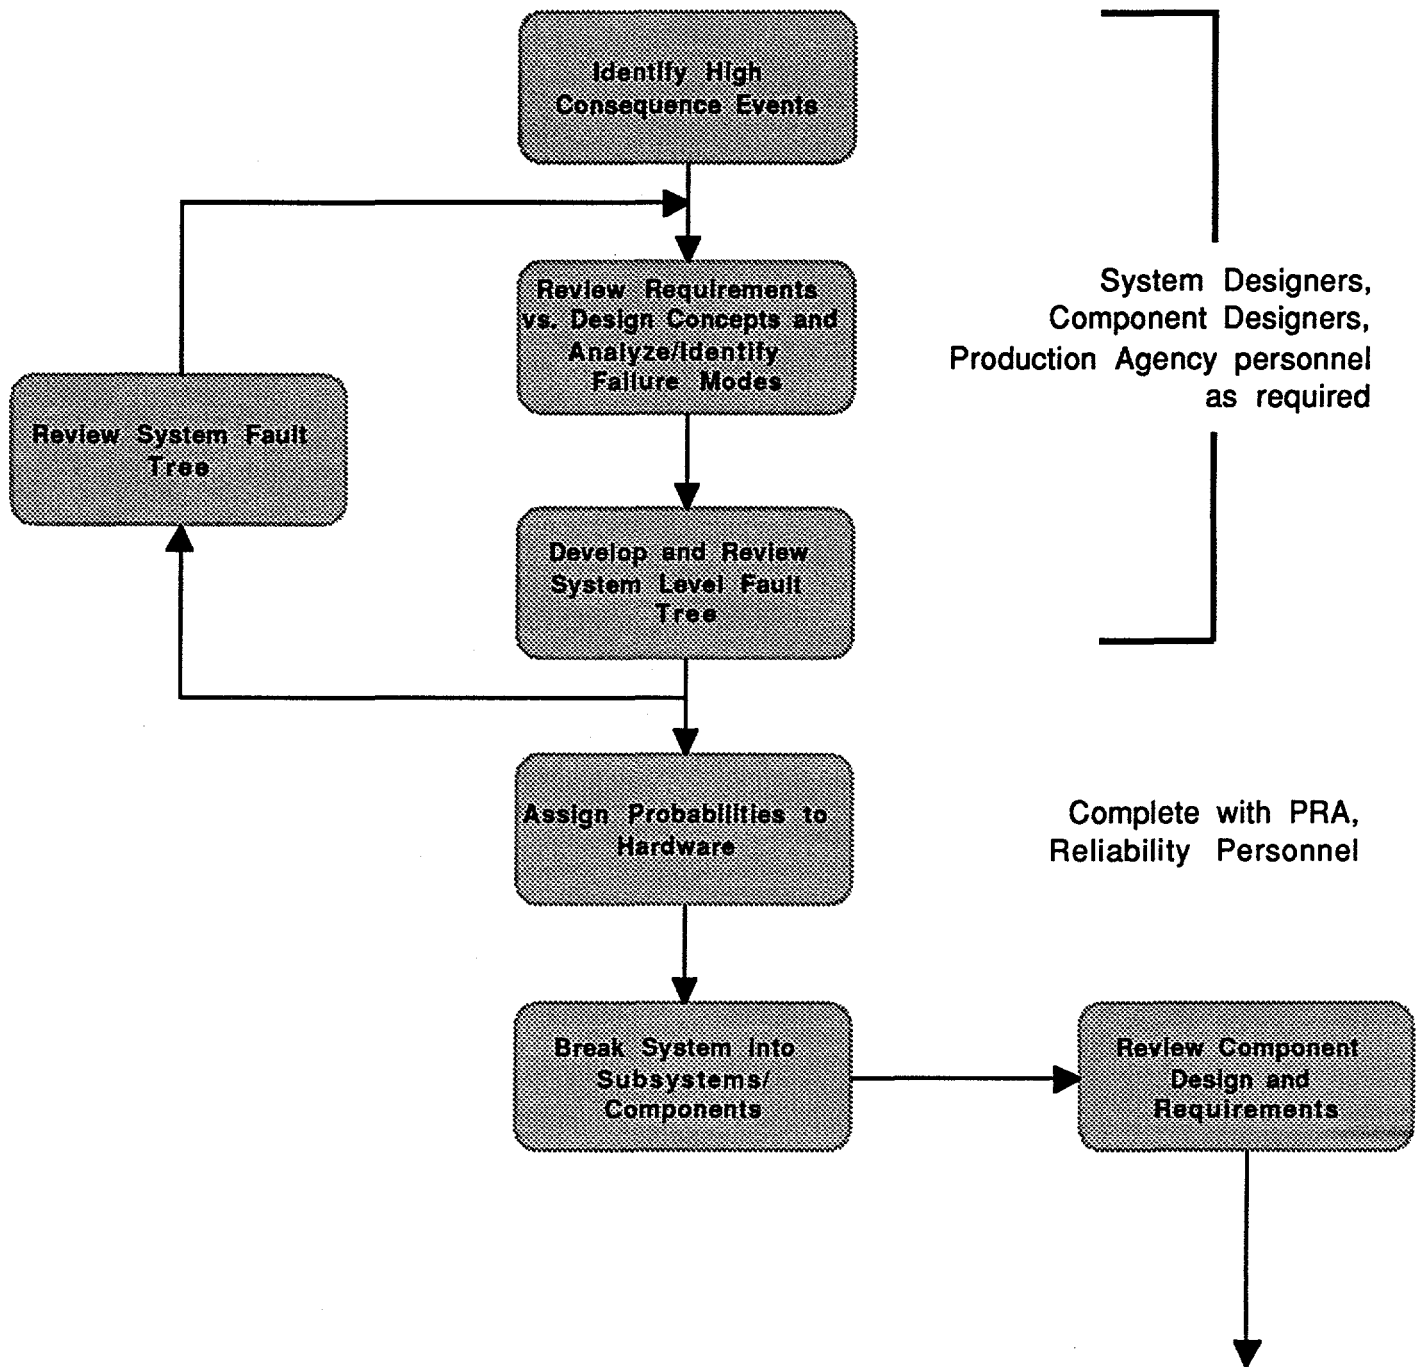 Identify High
Consequence Events
Review Requirements
vs. Design Concepts and
Analyze/Identify
Failure Modes
System Designers,
Component Designers,
Production Agency personnel
as required
Review System Fault
Tree
Develop and Review
System Level Fault
Tree
Assign Probabilities to
Hardware
Complete with PRA,
Reliability Personnel
Break System into
Subsystems/
Components
Review Component
Design and
Requirements